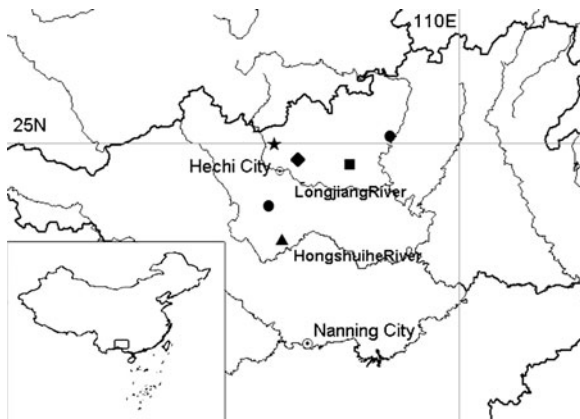 110E
25N
Hechi City
LongjiangRiver
HongshuiheRiver
Nanning City